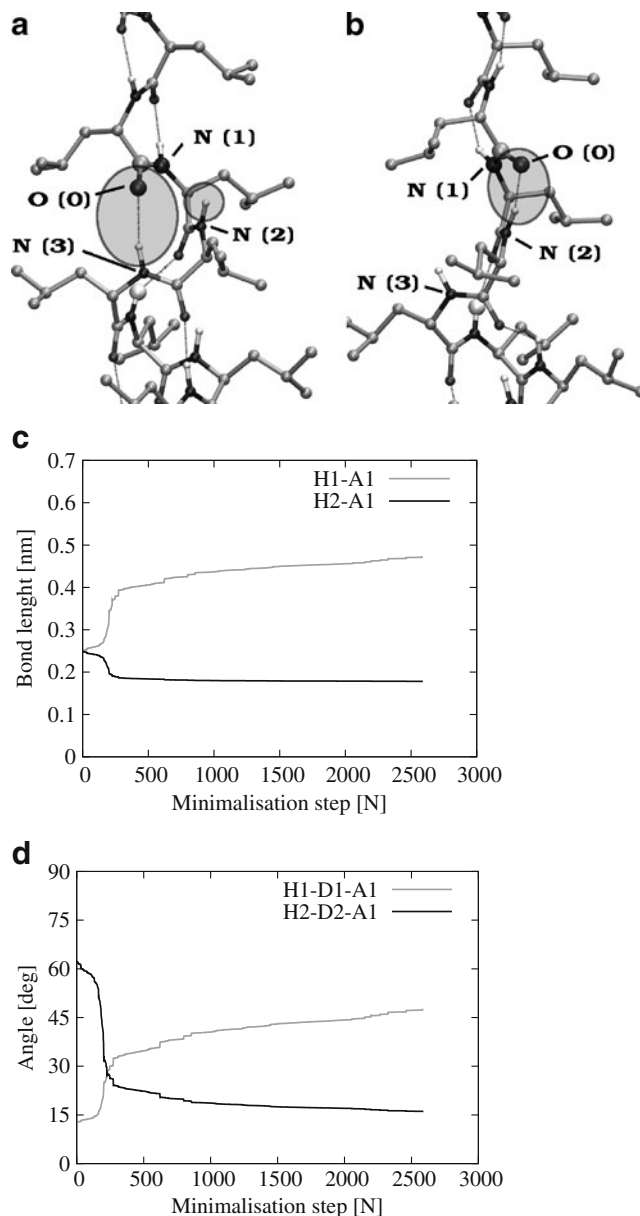 a
b
N (1)
O (0)
N (2)
N (3)
O (0)
N (1)
N (2)
N (3)
c
0.7
0.6
0.5
0.4
0.3
0.2
0.1
0
Bond lenght [nm]
H1-A1
H2-A1
0 500 1000 1500 2000 2500 3000
Minimalisation step [N]
d
90
75
60
45
30
15
0
Angle [deg]
H1-D1-A1
H2-D2-A1
0 500 1000 1500 2000 2500 3000
Minimalisation step [N]